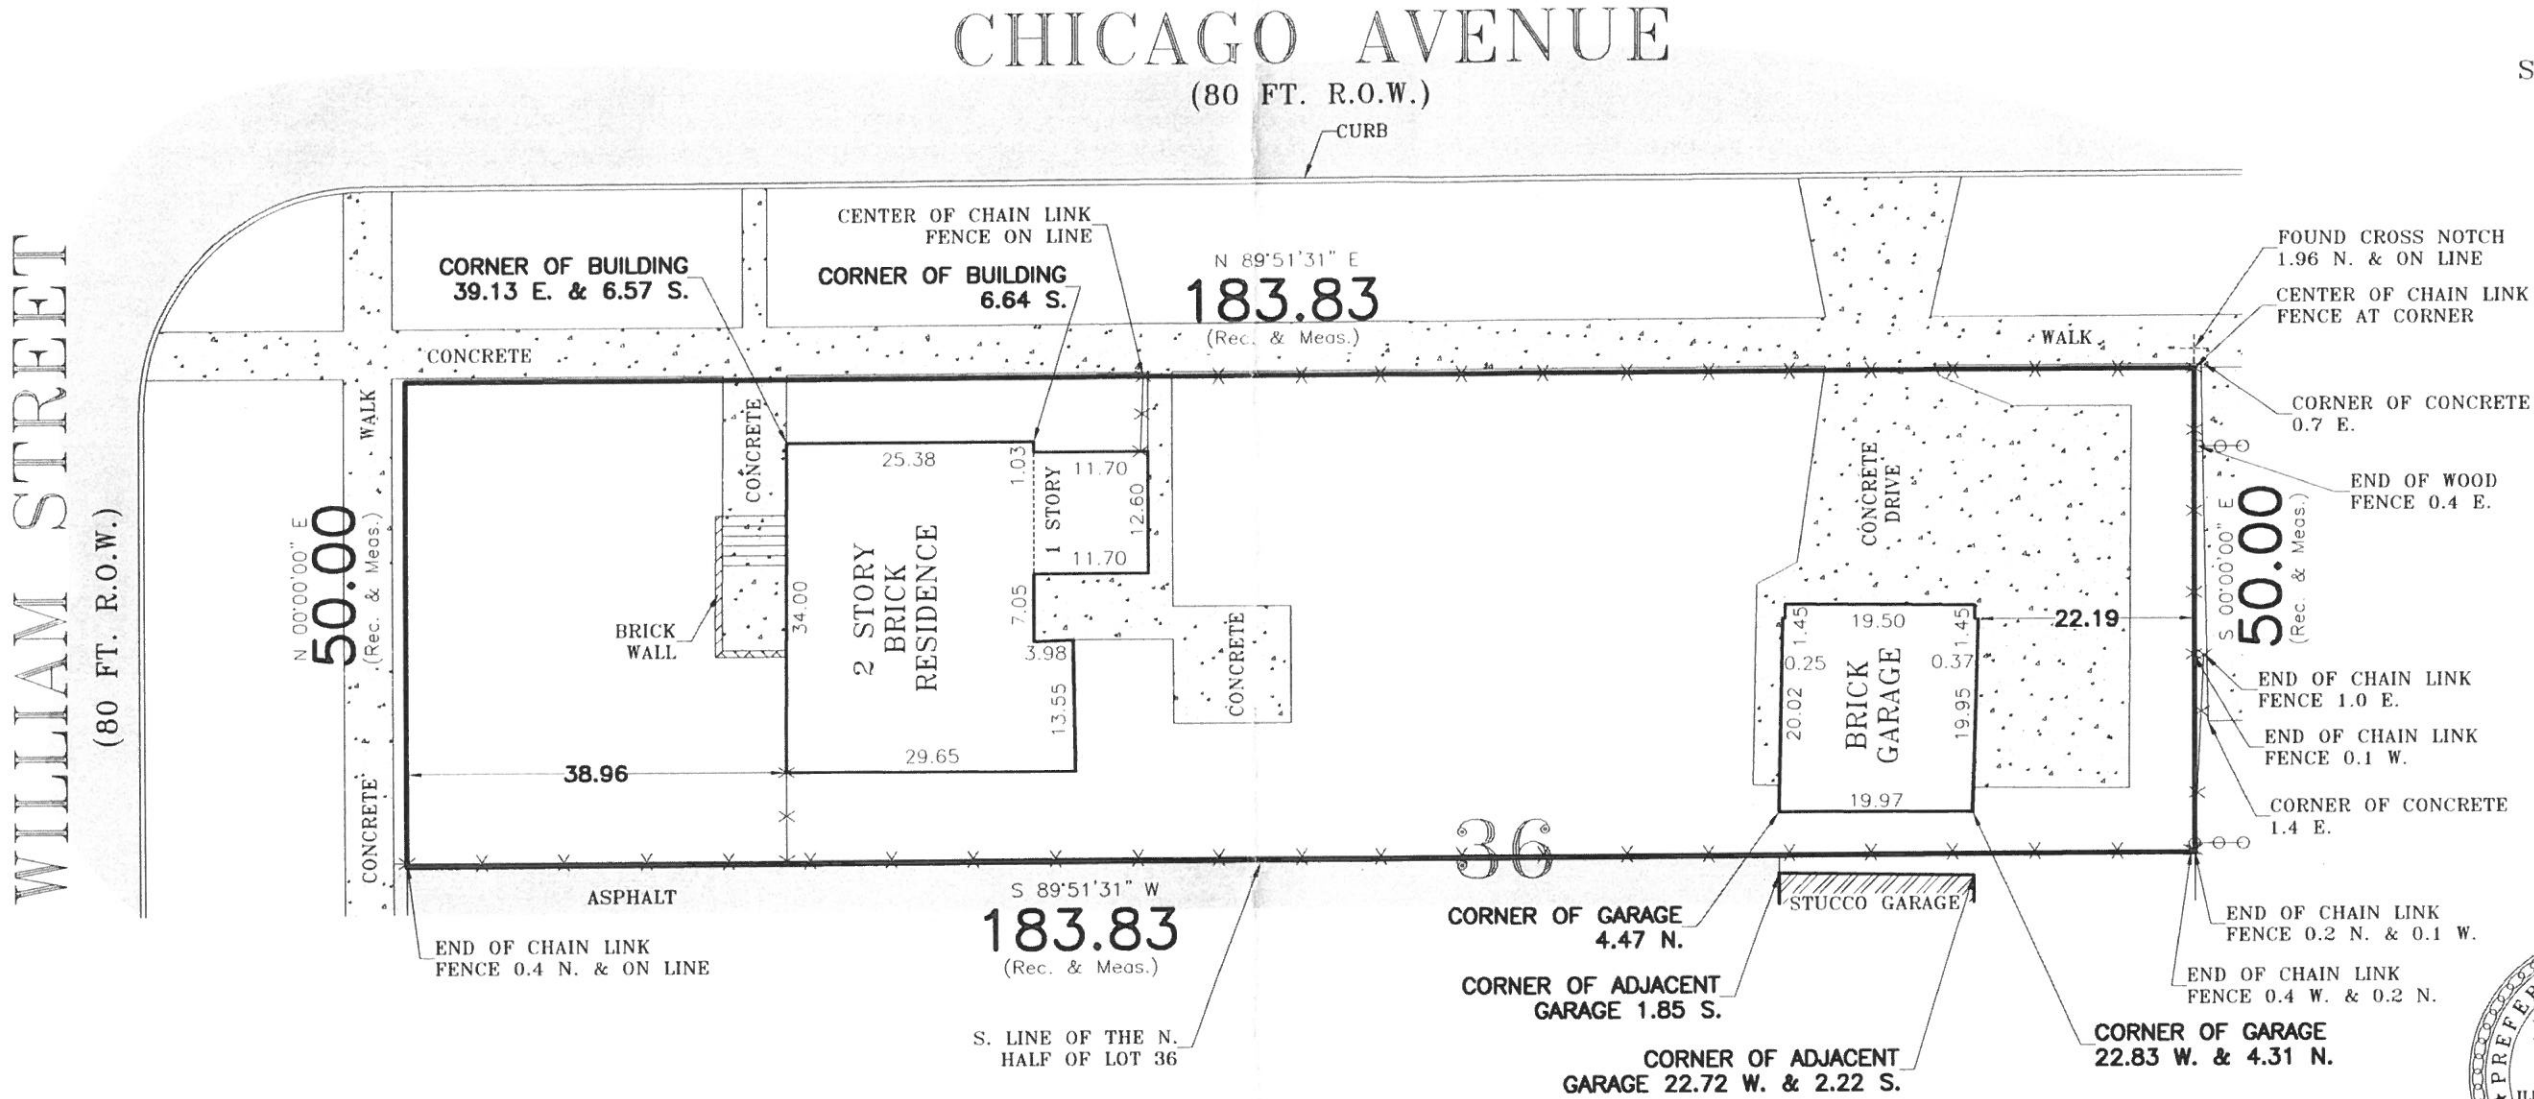 CHICAGO AVENUE
(80 FT. R.O.W.)
CURB
S
WILLIAM STREET
(80 FT. R.O.W.)
CENTER OF CHAIN LINK
FENCE ON LINE
CORNER OF BUILDING
39.13 E. & 6.57 S.
CORNER OF BUILDING
6.64 S.
N 89°51'31" E
183.83
(Rec. & Meas.)
FOUND CROSS NOTCH
1.96 N. & ON LINE
CENTER OF CHAIN LINK
FENCE AT CORNER
CONCRETE
WALK
WALK
CONCRETE
CORNER OF CONCRETE
0.7 E.
END OF WOOD
FENCE 0.4 E.
N 00°00'00" E
50.00
(Rec. & Meas.)
CONCRETE
25.38
1.03
11.70
1 STORY
12.60
11.70
7.05
34.00
2 STORY
BRICK
RESIDENCE
BRICK
WALL
3.98
13.55
29.65
38.96
CONCRETE
CONCRETE
DRIVE
19.50
1.45
1.45
0.25
0.37
20.02
BRICK
GARAGE
19.95
19.97
22.19
S 00°00'00" E
50.00
(Rec. & Meas.)
END OF CHAIN LINK
FENCE 1.0 E.
END OF CHAIN LINK
FENCE 0.1 W.
CORNER OF CONCRETE
1.4 E.
36
ASPHALT
S 89°51'31" W
183.83
(Rec. & Meas.)
END OF CHAIN LINK
FENCE 0.4 N. & ON LINE
S. LINE OF THE N.
HALF OF LOT 36
STUCCO GARAGE
CORNER OF GARAGE
4.47 N.
CORNER OF ADJACENT
GARAGE 1.85 S.
CORNER OF ADJACENT
GARAGE 22.72 W. & 2.22 S.
END OF CHAIN LINK
FENCE 0.2 N. & 0.1 W.
END OF CHAIN LINK
FENCE 0.4 W. & 0.2 N.
CORNER OF GARAGE
22.83 W. & 4.31 N.
PREFER